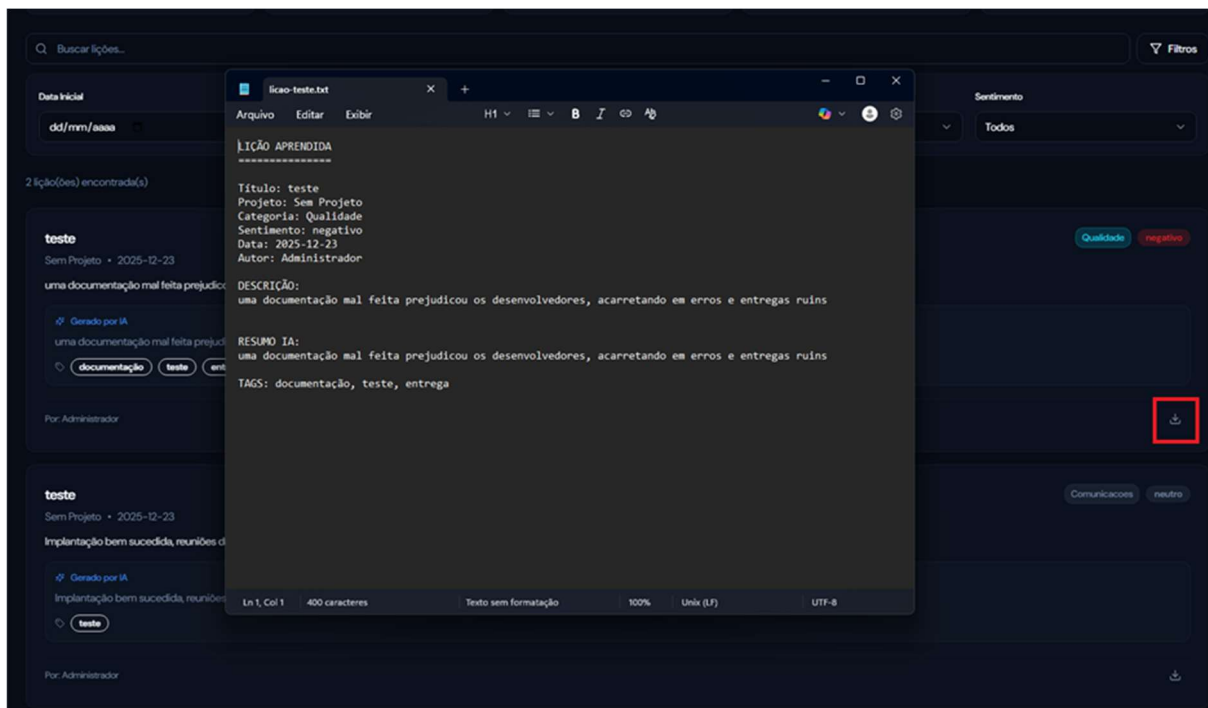 Buscar lições...
Filtros
Data Inicial
dd/mm/aaaa
Sentimento
Todos
2 lição(ões) encontrada(s)
teste
Sem Projeto • 2025-12-23
Qualidade
negativo
uma documentação mal feita prejudico
Gerado por IA
uma documentação mal feita prejud
documentação
teste
ent
Por: Administrador
teste
Sem Projeto • 2025-12-23
Comunicacoes
neutro
Implantação bem sucedida, reuniões d
Gerado por IA
Implantação bem sucedida, reuniões
teste
Por: Administrador
licao-teste.txt
Arquivo Editar Exibir
H1 B I
LIÇÃO APRENDIDA
===============
Título: teste
Projeto: Sem Projeto
Categoria: Qualidade
Sentimento: negativo
Data: 2025-12-23
Autor: Administrador
DESCRIÇÃO:
uma documentação mal feita prejudicou os desenvolvedores, acarretando em erros e entregas ruins
RESUMO IA:
uma documentação mal feita prejudicou os desenvolvedores, acarretando em erros e entregas ruins
TAGS: documentação, teste, entrega
Ln 1, Col 1 400 caracteres Texto sem formatação 100% Unix (LF) UTF-8